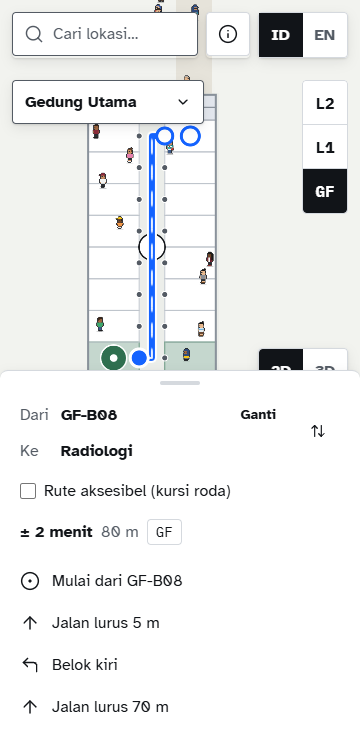 Cari lokasi...
ID
EN
Gedung Utama
L2
L1
GF
Dari GF-B08
Ganti
Ke Radiologi
Rute aksesibel (kursi roda)
± 2 menit 80 m GF
Mulai dari GF-B08
Jalan lurus 5 m
Belok kiri
Jalan lurus 70 m